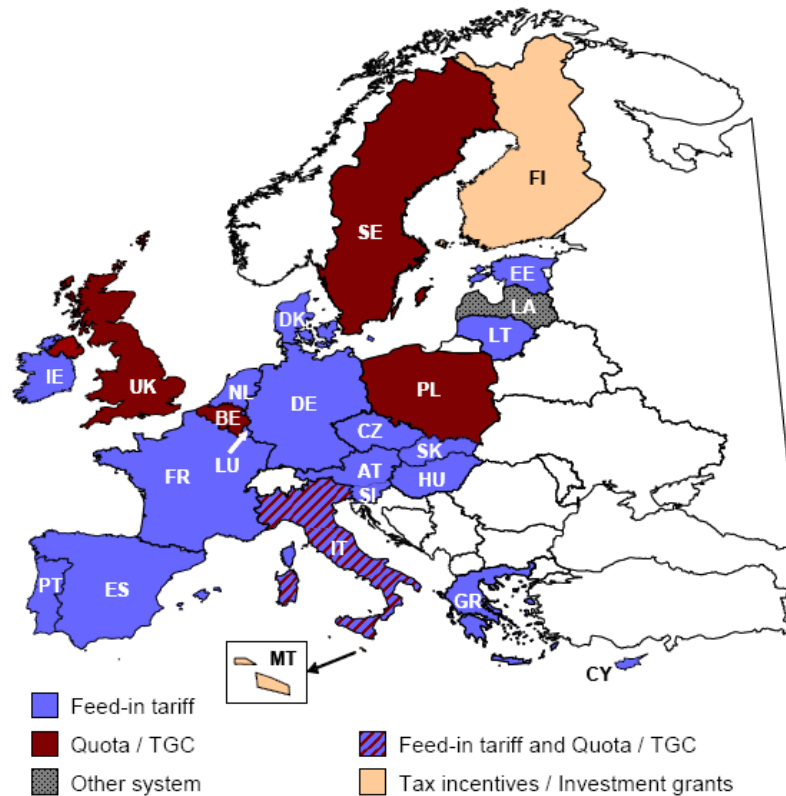 FI
SE
EE
LA
DK
LT
IE
UK
NL
PL
DE
BE
CZ
LU
SK
FR
AT
HU
SI
IT
PT
ES
GR
MT
CY
Feed-in tariff
Quota / TGC
Feed-in tariff and Quota / TGC
Other system
Tax incentives / Investment grants